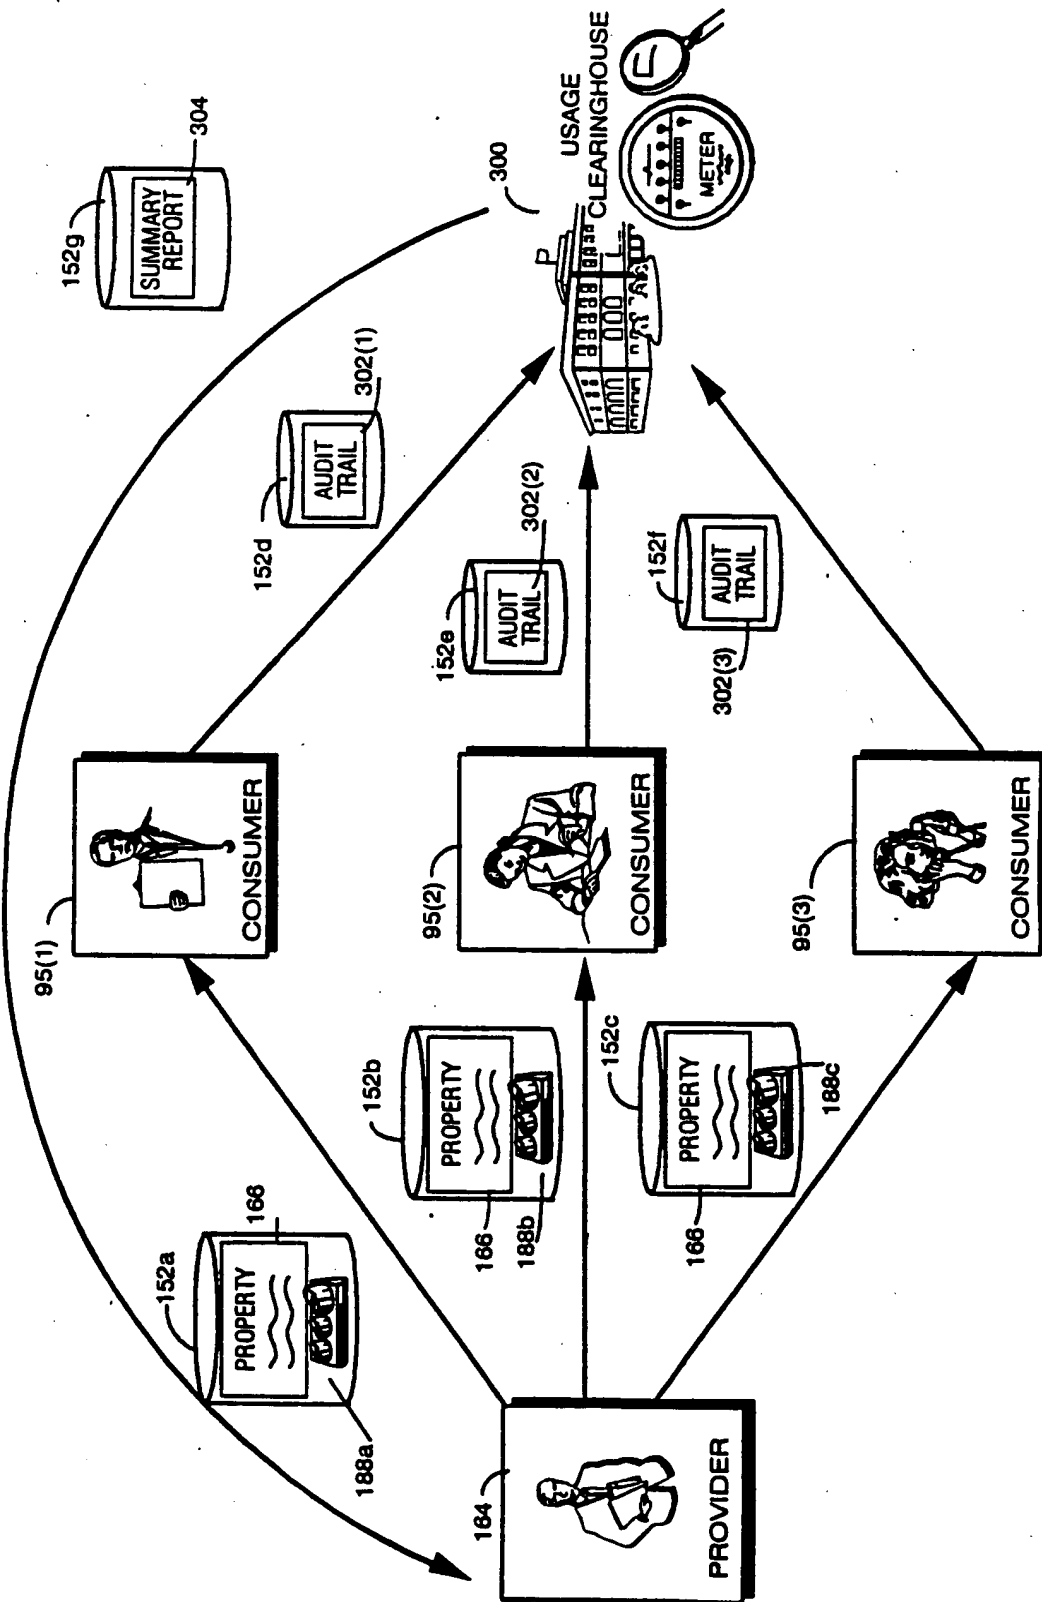 152g
SUMMARY
REPORT
304
300
USAGE
CLEARINGHOUSE
METER
152d
AUDIT
TRAIL
302(1)
152e
AUDIT
TRAIL
302(2)
152f
AUDIT
TRAIL
302(3)
95(1)
CONSUMER
95(2)
CONSUMER
95(3)
CONSUMER
152a
166
PROPERTY
188a
152b
PROPERTY
166
188b
152c
PROPERTY
166
188c
164
PROVIDER